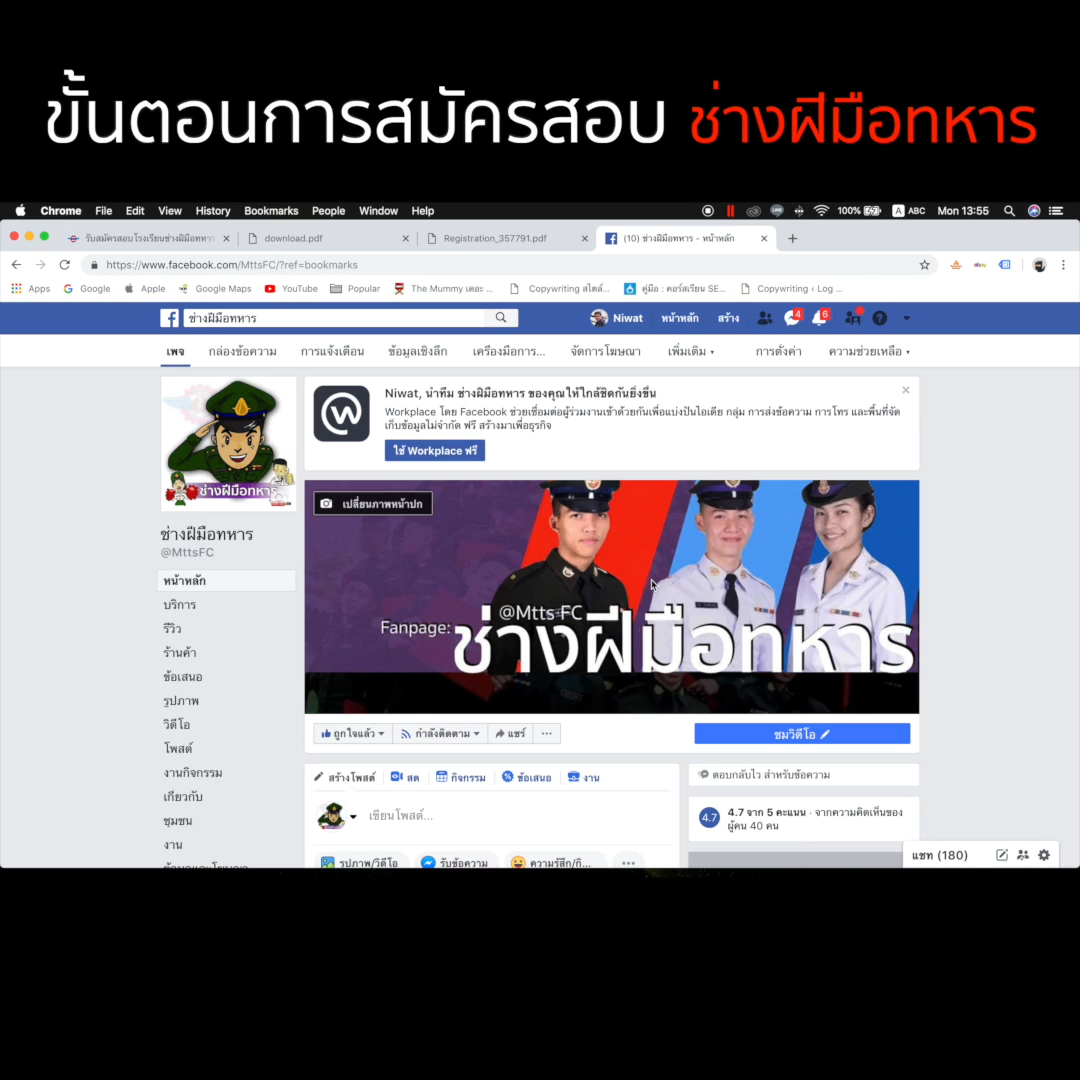 ขั้นตอนการสมัครสอบ ช่างฝีมือทหาร
Chrome File Edit View History Bookmarks People Window Help 100% A ABC Mon 13:55
รับสมัครสอบโรงเรียนช่างฝีมือทหาร download.pdf Registration_357791.pdf (10) ช่างฝีมือทหาร - หน้าหลัก
https://www.facebook.com/MttsFC/?ref=bookmarks
Apps Google Apple Google Maps YouTube Popular The Mummy เดอะ ... Copywriting สไตล์... คู่มือ : คอร์สเรียน SE... Copywriting ‹ Log ...
ช่างฝีมือทหาร Niwat หน้าหลัก สร้าง 4 6
เพจ กล่องข้อความ การแจ้งเตือน ข้อมูลเชิงลึก เครื่องมือการ... จัดการโฆษณา เพิ่มเติม การตั้งค่า ความช่วยเหลือ
Niwat, นำทีม ช่างฝีมือทหาร ของคุณให้ใกล้ชิดกันยิ่งขึ้น
Workplace โดย Facebook ช่วยเชื่อมต่อผู้ร่วมงานเข้าด้วยกันเพื่อแบ่งปันไอเดีย กลุ่ม การส่งข้อความ การโทร และพื้นที่จัด
เก็บข้อมูลไม่จำกัด ฟรี สร้างมาเพื่อธุรกิจ
ใช้ Workplace ฟรี
ช่างฝีมือทหาร
ช่างฝีมือทหาร
@MttsFC
หน้าหลัก
บริการ
รีวิว
ร้านค้า
ข้อเสนอ
รูปภาพ
วิดีโอ
โพสต์
งานกิจกรรม
เกี่ยวกับ
ชุมชน
งาน
เปลี่ยนภาพหน้าปก
@Mtts FC
Fanpage: ช่างฝีมือทหาร
ถูกใจแล้ว กำลังติดตาม แชร์ ... ชมวิดีโอ
สร้างโพสต์ สด กิจกรรม ข้อเสนอ งาน
เขียนโพสต์...
รูปภาพ/วิดีโอ รับข้อความ ความรู้สึก/กิ... ...
ตอบกลับไว สำหรับข้อความ
4.7 4.7 จาก 5 คะแนน · จากความคิดเห็นของ
ผู้คน 40 คน
แชท (180)